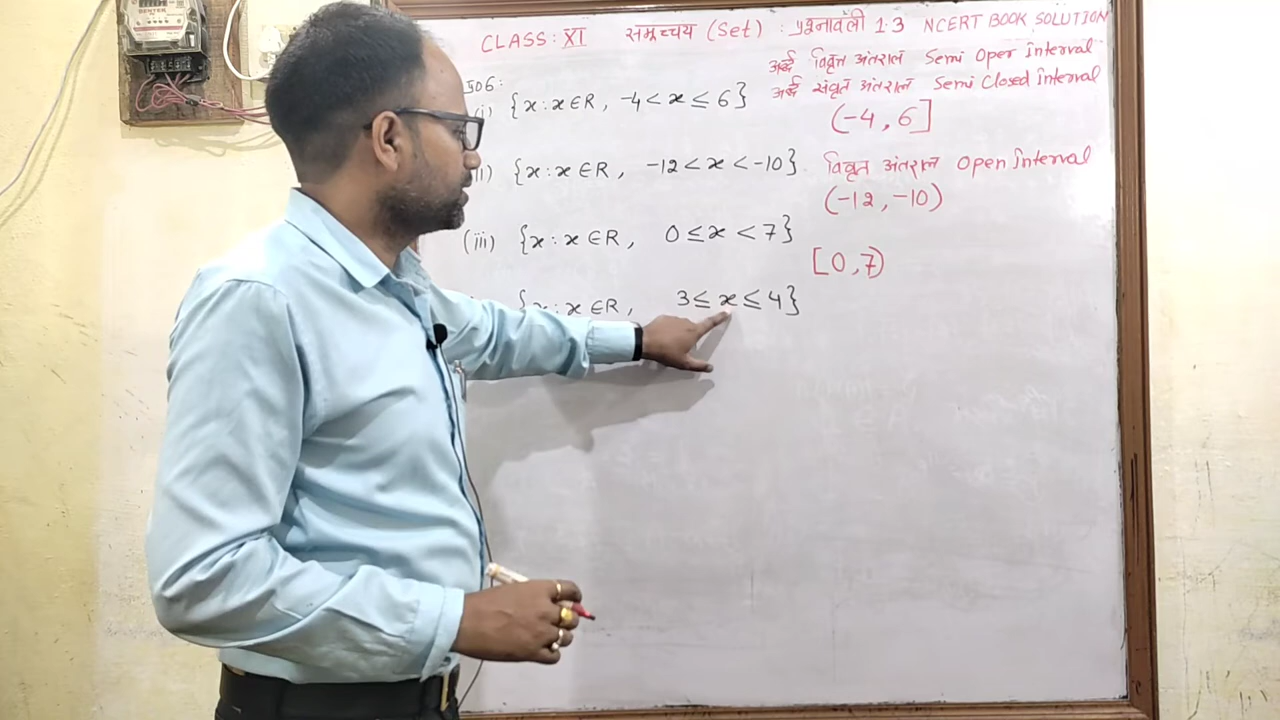 CLASS: XI समुच्चय (Set) : प्रश्नावली 1.3 NCERT BOOK SOLUTION
अर्द्ध विवृत अंतराल Semi Open interval
अर्द्ध संवृत अंतराल Semi Closed interval
06:
(i) {x : x ∈ R, -4 < x ≤ 6}
(-4, 6]
{x : x ∈ R, -12 < x < -10}
विवृत अंतराल Open Interval
(-12, -10)
(iii) {x : x ∈ R, 0 ≤ x < 7}
[0, 7)
{x : x ∈ R, 3 ≤ x ≤ 4}